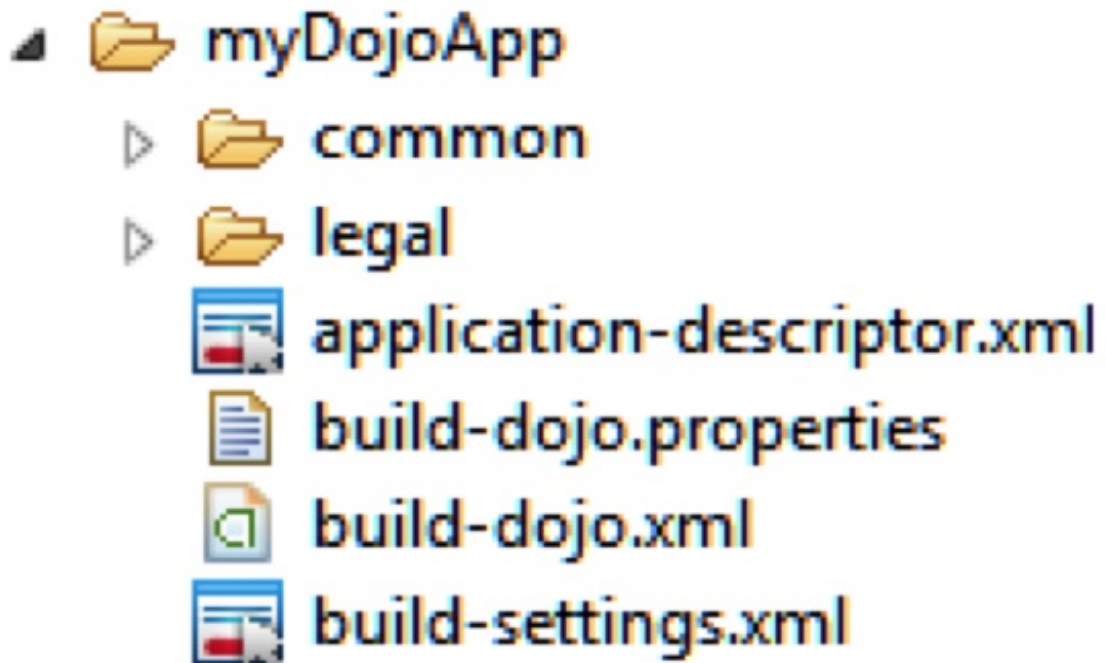 myDojoApp
common
legal
application-descriptor.xml
build-dojo.properties
build-dojo.xml
build-settings.xml